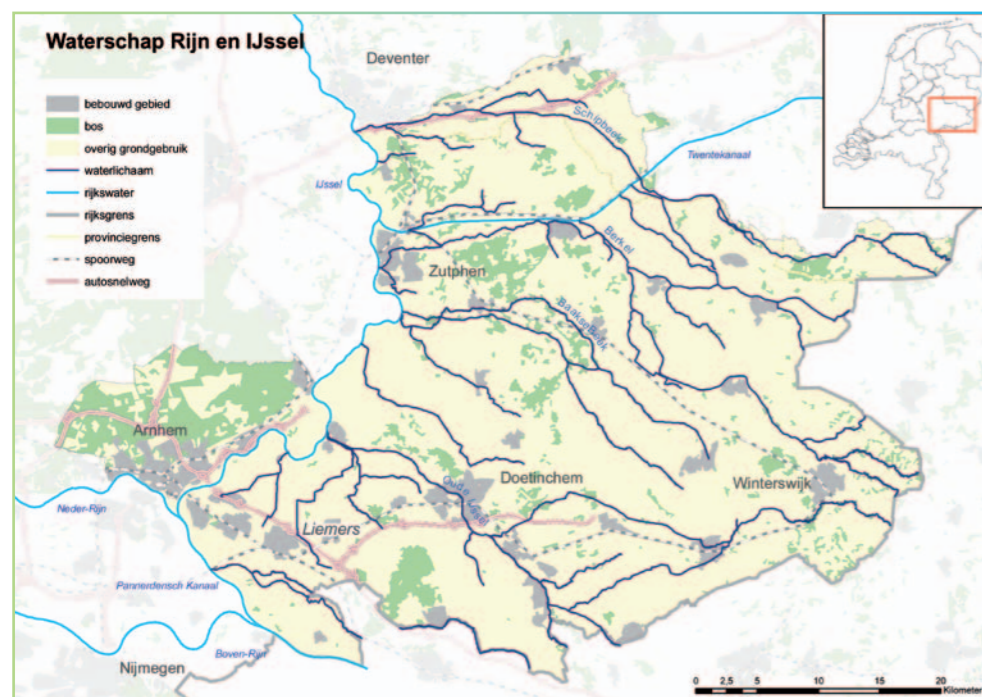 Waterschap Rijn en IJssel
bebouwd gebied
bos
overig grondgebruik
waterlichaam
rijkswater
rijksgrens
provinciegrens
spoorweg
autosnelweg
Deventer
Schipbeek
Twentekanaal
IJssel
Berkel
Zutphen
Baakse Beek
Arnhem
Doetinchem
Winterswijk
Oude IJssel
Neder-Rijn
Liemers
Pannerdensch Kanaal
Boven-Rijn
Nijmegen
0 2,5 5 10 15 20
Kilometer